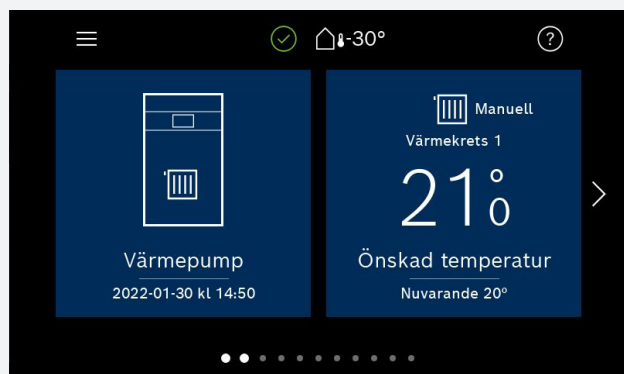 -30°
?
Värmepump
2022-01-30 kl 14:50
Manuell
Värmekrets 1
21°0
Önskad temperatur
Nuvarande 20°